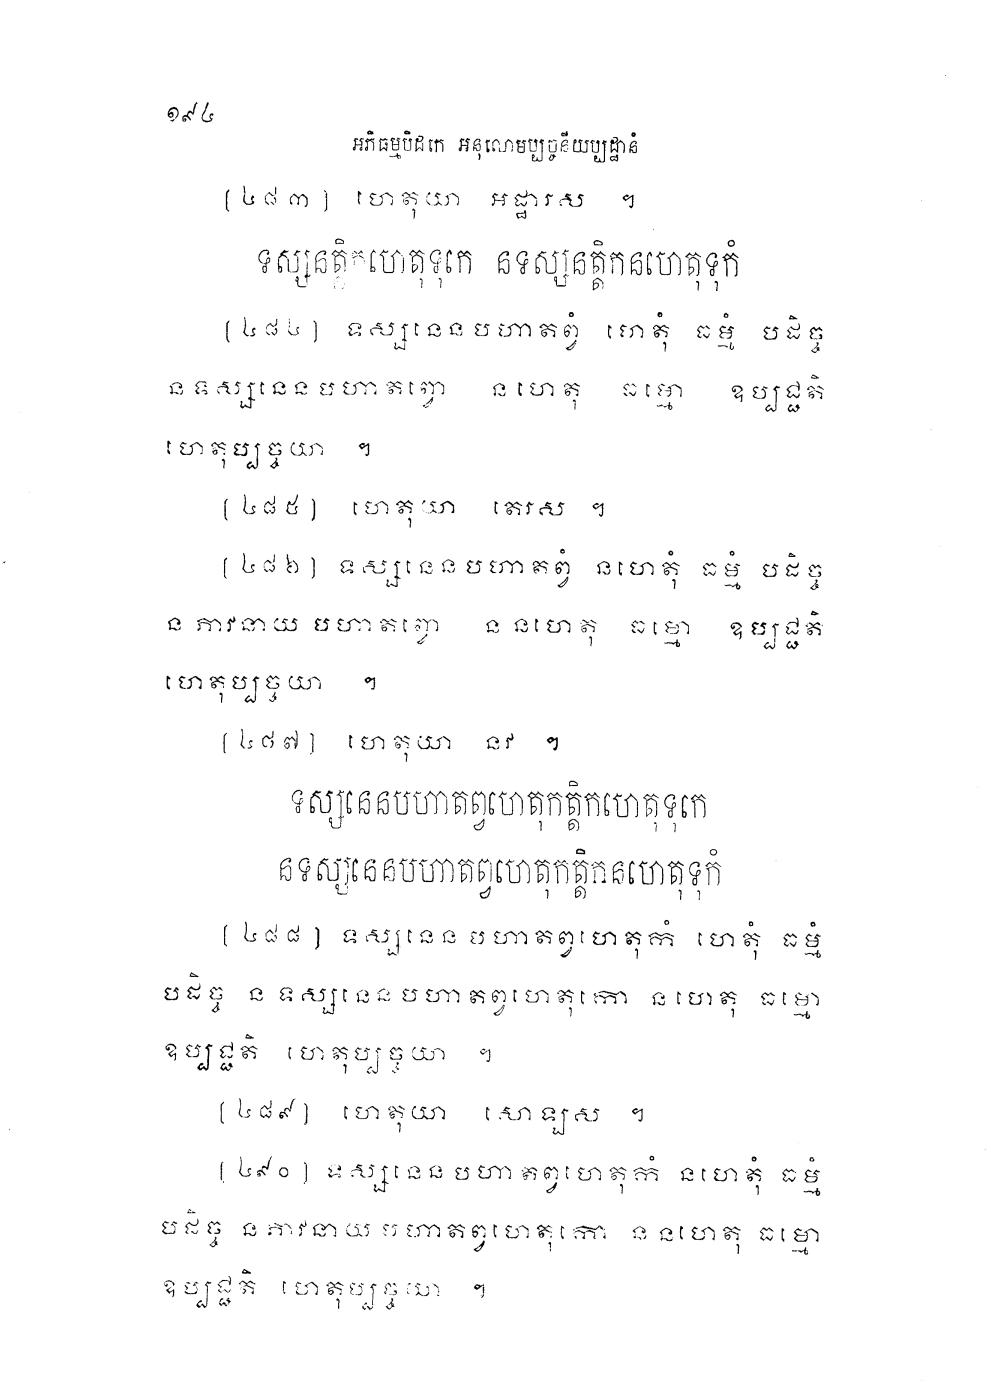 ១៩៤
អភិធម្មបិដកេ អនុលោមប្បច្ចនីយប្បដ្ឋានំ
[៤៨៣] ហេតុយា អដ្ឋារស ។
ទស្សនត្តិកហេតុទុកេ នទស្សនត្តិកនហេតុទុកំ
[៤៨៤] ទស្សនេនបហាតព្វំ ហេតុំ ធម្មំ បដិច្ច
ន ទស្សនេនបហាតព្វោ ន ហេតុ ធម្មោ ឧប្បជ្ជតិ
ហេតុប្បច្ចយា ។
[៤៨៥] ហេតុយា តេរស ។
[៤៨៦] ទស្សនេនបហាតព្វំ នហេតុំ ធម្មំ បដិច្ច
ន ភាវនាយ បហាតព្វោ ន នហេតុ ធម្មោ ឧប្បជ្ជតិ
ហេតុប្បច្ចយា ។
[៤៨៧] ហេតុយា នវ ។
ទស្សនេនបហាតព្វហេតុកត្តិកហេតុទុកេ
នទស្សនេនបហាតព្វហេតុកត្តិកនហេតុទុកំ
[៤៨៨] ទស្សនេន បហាតព្វហេតុកំ ហេតុំ ធម្មំ
បដិច្ច ន ទស្សនេនបហាតព្វហេតុកោ ន ហេតុ ធម្មោ
ឧប្បជ្ជតិ ហេតុប្បច្ចយា ។
[៤៨៩] ហេតុយា សោឡស ។
[៤៩០] ទស្សនេនបហាតព្វហេតុកំ នហេតុំ ធម្មំ
បដិច្ច ន ភាវនាយ បហាតព្វហេតុកោ ន នហេតុ ធម្មោ
ឧប្បជ្ជតិ ហេតុប្បច្ចយា ។